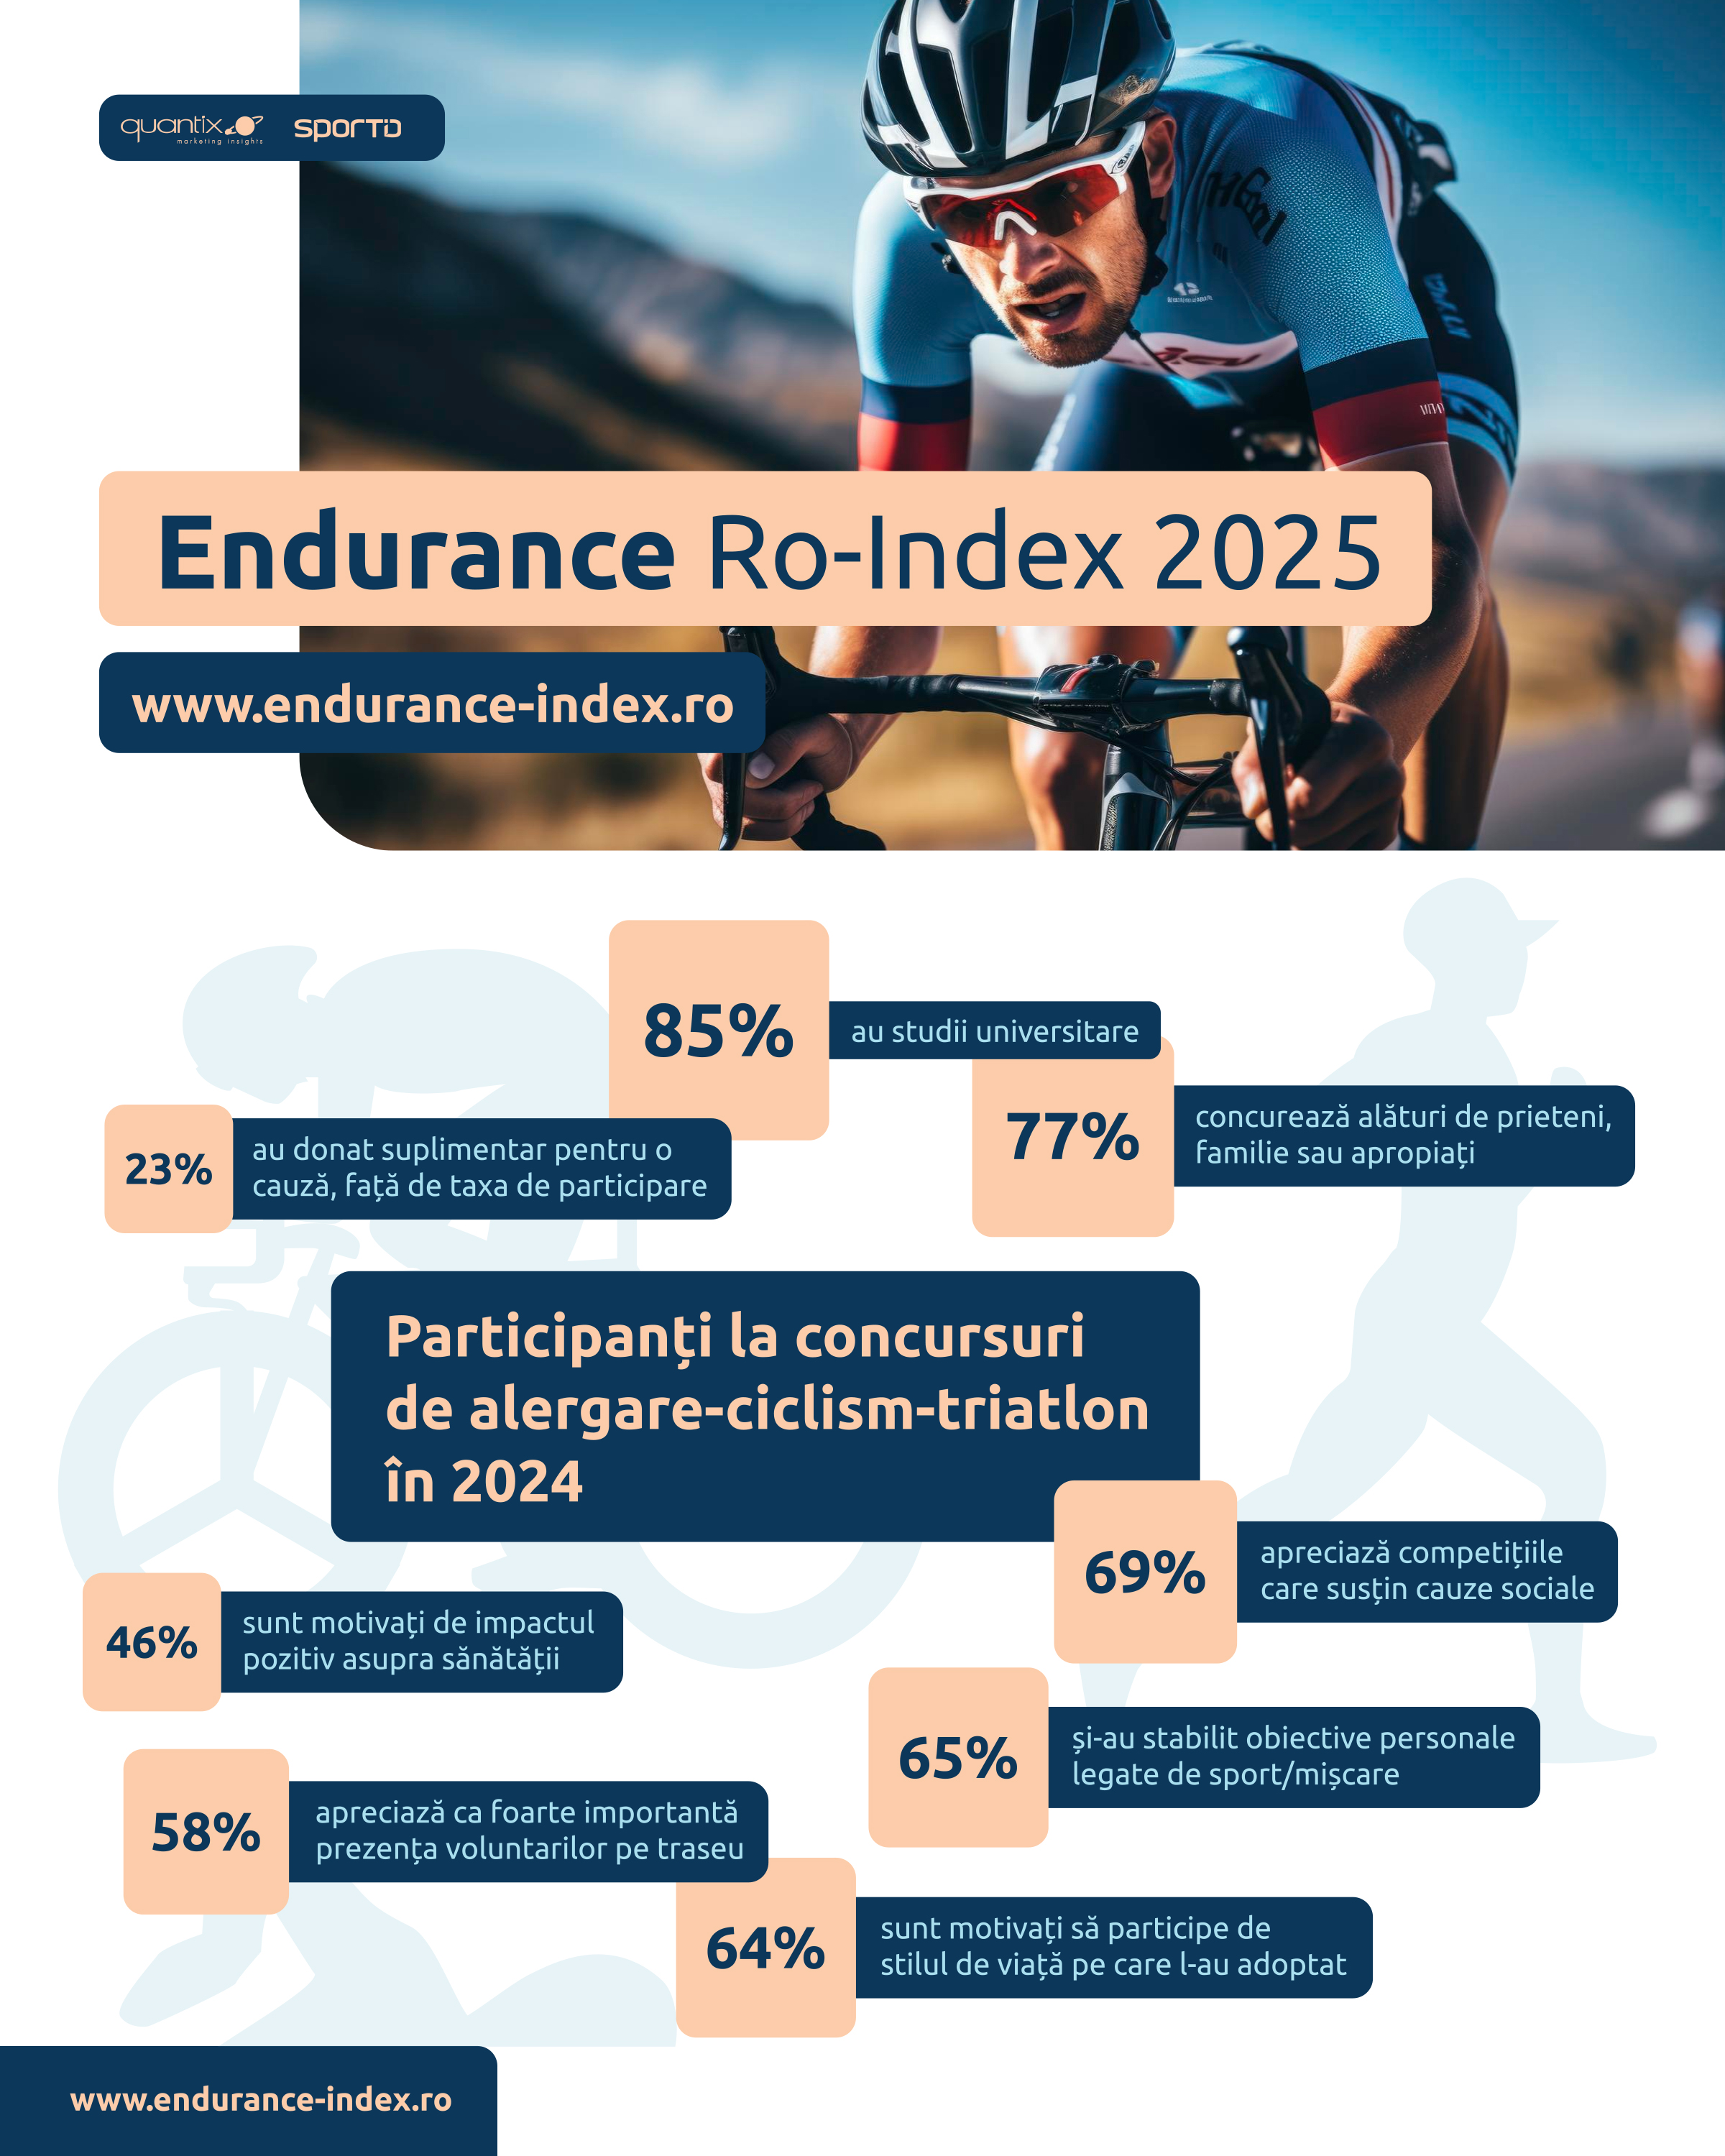 quantix
marketing insights
SPORTID
Endurance Ro-Index 2025
www.endurance-index.ro
85%
au studii universitare
77%
concurează alături de prieteni,
familie sau apropiați
23%
au donat suplimentar pentru o
cauză, față de taxa de participare
Participanți la concursuri
de alergare-ciclism-triatlon
în 2024
69%
apreciază competițiile
care susțin cauze sociale
46%
sunt motivați de impactul
pozitiv asupra sănătății
65%
și-au stabilit obiective personale
legate de sport/mișcare
58%
apreciază ca foarte importantă
prezența voluntarilor pe traseu
64%
sunt motivați să participe de
stilul de viață pe care l-au adoptat
www.endurance-index.ro